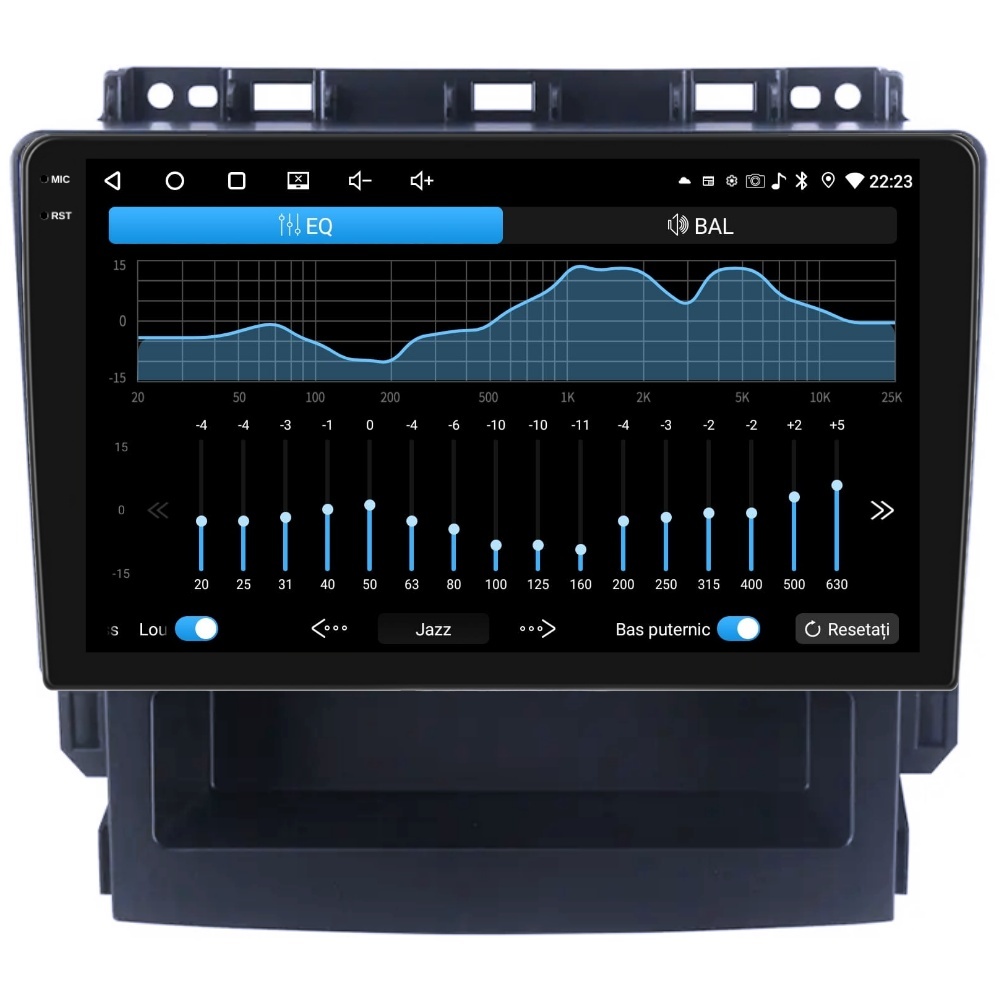 MIC
RST
22:23
EQ
BAL
15
0
-15
20 50 100 200 500 1K 2K 5K 10K 25K
-4 -4 -3 -1 0 -4 -6 -10 -10 -11 -4 -3 -2 -2 +2 +5
15
0
-15
20 25 31 40 50 63 80 100 125 160 200 250 315 400 500 630
s Lou
Jazz
Bas puternic
Resetați